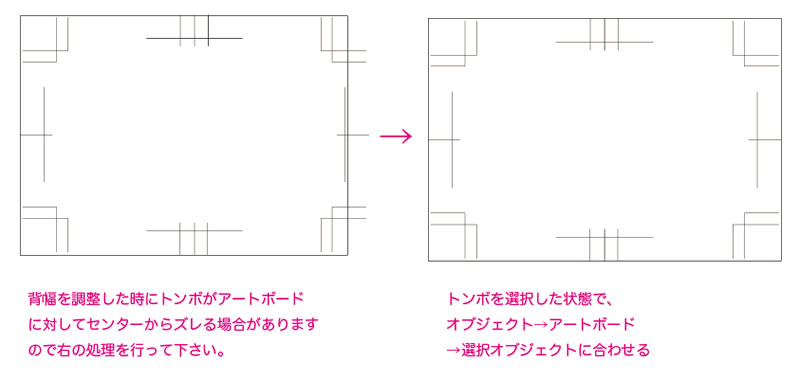 背幅を調整した時にトンボがアートボード
に対してセンターからズレる場合があります
ので右の処理を行って下さい。
トンボを選択した状態で、
オブジェクト→アートボード
→選択オブジェクトに合わせる